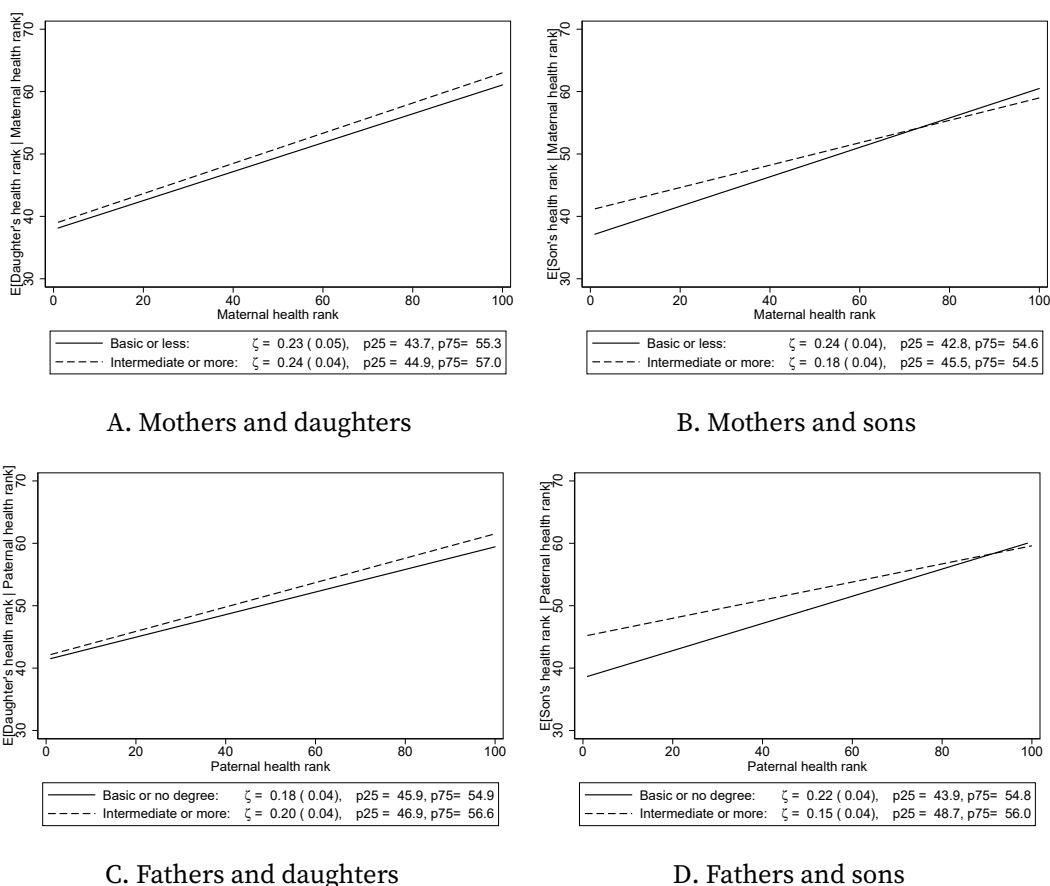 E[Daughter's health rank | Maternal health rank]
70
60
50
40
30
0 20 40 60 80 100
Maternal health rank
Basic or less: ζ = 0.23 ( 0.05), p25 = 43.7, p75= 55.3
Intermediate or more: ζ = 0.24 ( 0.04), p25 = 44.9, p75= 57.0
A. Mothers and daughters
E[Son's health rank | Maternal health rank]
70
60
50
40
30
0 20 40 60 80 100
Maternal health rank
Basic or less: ζ = 0.24 ( 0.04), p25 = 42.8, p75= 54.6
Intermediate or more: ζ = 0.18 ( 0.04), p25 = 45.5, p75= 54.5
B. Mothers and sons
E[Daughter's health rank | Paternal health rank]
70
60
50
40
30
0 20 40 60 80 100
Paternal health rank
Basic or no degree: ζ = 0.18 ( 0.04), p25 = 45.9, p75= 54.9
Intermediate or more: ζ = 0.20 ( 0.04), p25 = 46.9, p75= 56.6
C. Fathers and daughters
E[Son's health rank | Paternal health rank]
70
60
50
40
30
0 20 40 60 80 100
Paternal health rank
Basic or no degree: ζ = 0.22 ( 0.04), p25 = 43.9, p75= 54.8
Intermediate or more: ζ = 0.15 ( 0.04), p25 = 48.7, p75= 56.0
D. Fathers and sons